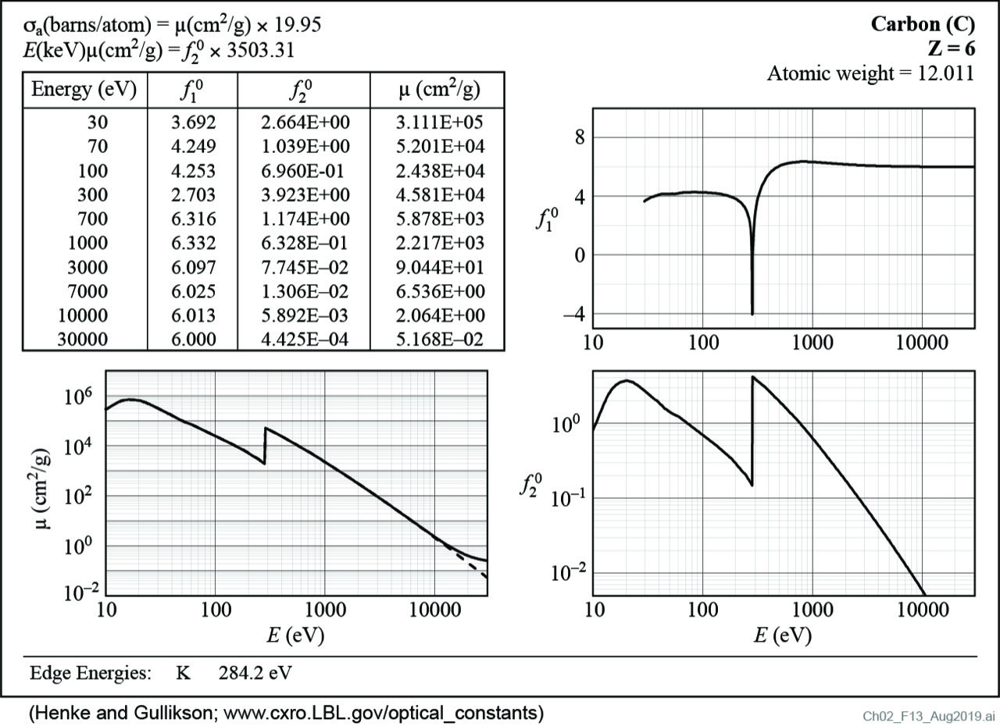 σa(barns/atom) = μ(cm²/g) × 19.95
E(keV)μ(cm²/g) = f₂⁰ × 3503.31
Carbon (C)
Z = 6
Atomic weight = 12.011
Energy (eV) f₁⁰ f₂⁰ μ (cm²/g)
30 3.692 2.664E+00 3.111E+05
70 4.249 1.039E+00 5.201E+04
100 4.253 6.960E-01 2.438E+04
300 2.703 3.923E+00 4.581E+04
700 6.316 1.174E+00 5.878E+03
1000 6.332 6.328E–01 2.217E+03
3000 6.097 7.745E–02 9.044E+01
7000 6.025 1.306E–02 6.536E+00
10000 6.013 5.892E–03 2.064E+00
30000 6.000 4.425E–04 5.168E–02
8
4
0
–4
f₁⁰
10 100 1000 10000
10⁶
10⁴
10²
10⁰
10⁻²
μ (cm²/g)
10 100 1000 10000
E (eV)
10⁰
10⁻¹
10⁻²
f₂⁰
10 100 1000 10000
E (eV)
Edge Energies: K 284.2 eV
(Henke and Gullikson; www.cxro.LBL.gov/optical_constants)
Ch02_F13_Aug2019.ai